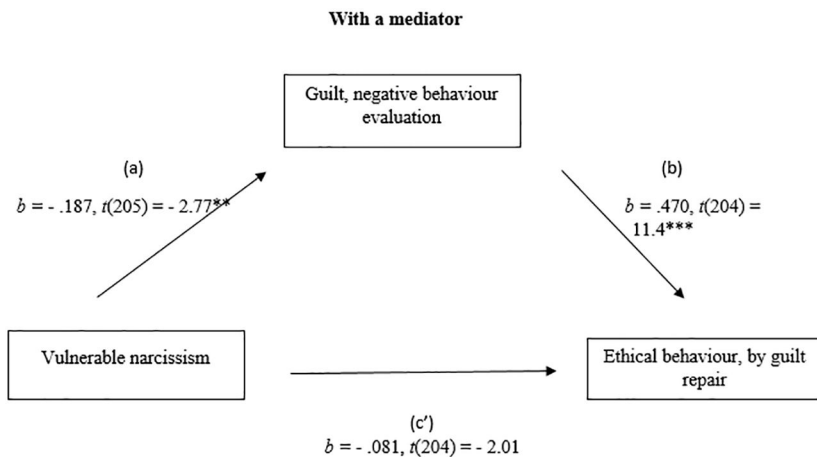 With a mediator
Guilt, negative behaviour
evaluation
(a)
b = - .187, t(205) = - 2.77**
(b)
b = .470, t(204) =
11.4***
Vulnerable narcissism
Ethical behaviour, by guilt
repair
(c’)
b = - .081, t(204) = - 2.01